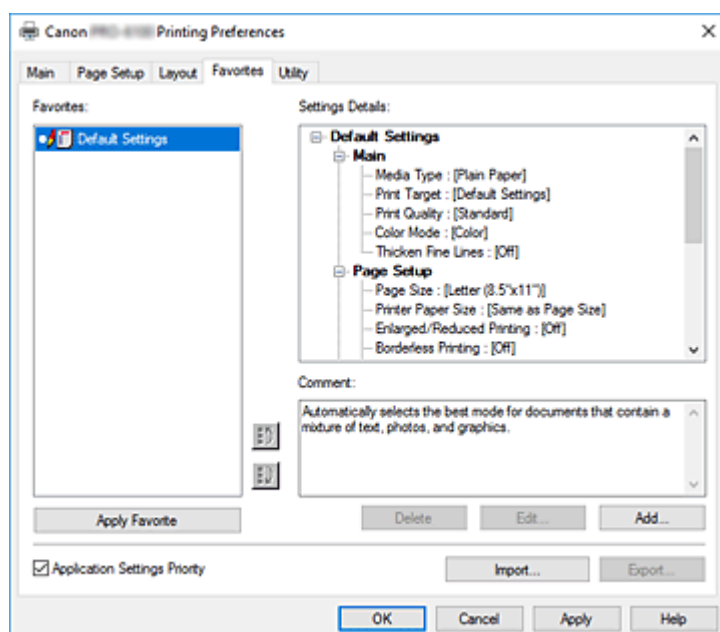 Canon Printing Preferences
Main Page Setup Layout Favorites Utility
Favorites:
Default Settings
Apply Favorite
Settings Details:
Default Settings
Main
Media Type : [Plain Paper]
Print Target : [Default Settings]
Print Quality : [Standard]
Color Mode : [Color]
Thicken Fine Lines : [Off]
Page Setup
Page Size : [Letter (8.5"x11")]
Printer Paper Size : [Same as Page Size]
Enlarged/Reduced Printing : [Off]
Borderless Printing : [Off]
Comment:
Automatically selects the best mode for documents that contain a
mixture of text, photos, and graphics.
Delete Edit... Add...
Application Settings Priority
Import... Export...
OK Cancel Apply Help